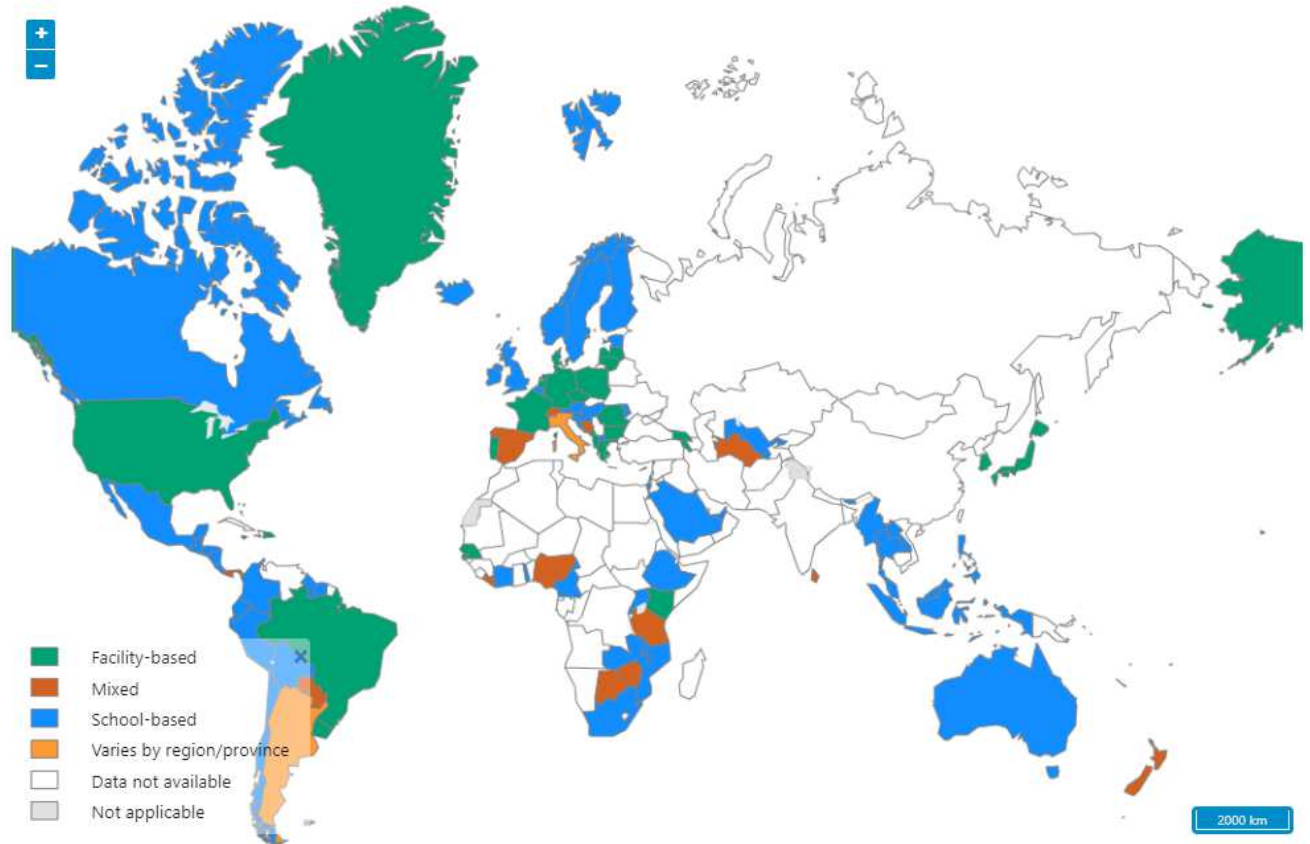 +
−
Facility-based
Mixed
School-based
Varies by region/province
Data not available
Not applicable
2000 km